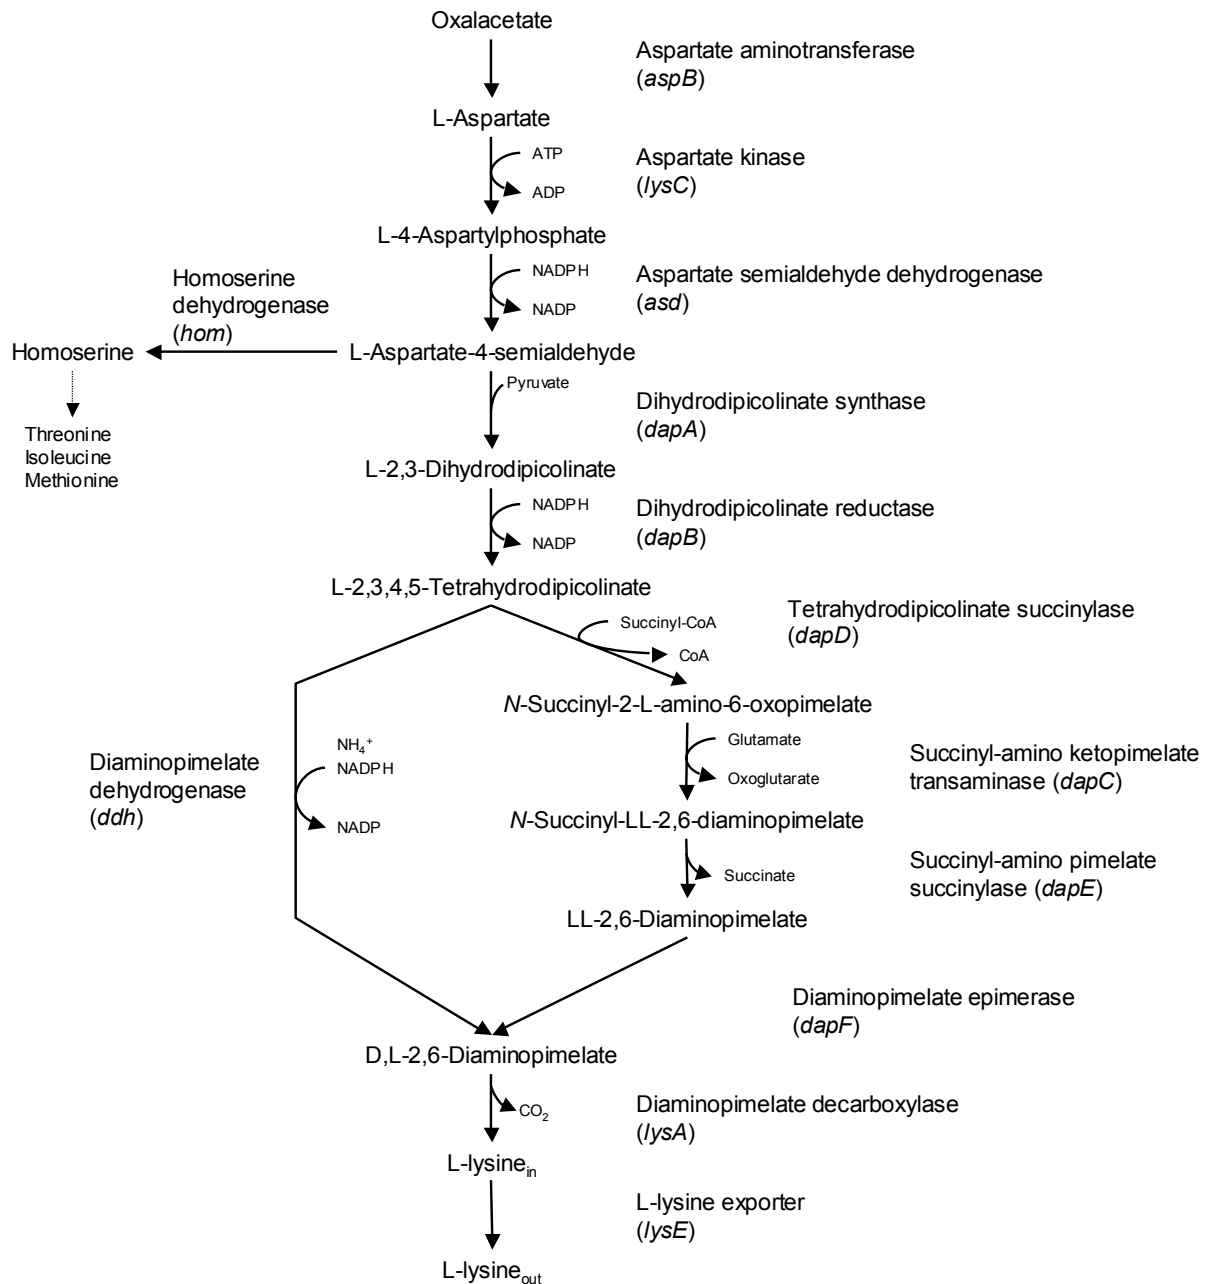 Oxalacetate
Aspartate aminotransferase
(aspB)
L-Aspartate
ATP
ADP
Aspartate kinase
(lysC)
L-4-Aspartylphosphate
NADPH
NADP
Aspartate semialdehyde dehydrogenase
(asd)
Homoserine
dehydrogenase
(hom)
Homoserine
L-Aspartate-4-semialdehyde
Threonine
Isoleucine
Methionine
Pyruvate
Dihydrodipicolinate synthase
(dapA)
L-2,3-Dihydrodipicolinate
NADPH
NADP
Dihydrodipicolinate reductase
(dapB)
L-2,3,4,5-Tetrahydrodipicolinate
Succinyl-CoA
CoA
Tetrahydrodipicolinate succinylase
(dapD)
N-Succinyl-2-L-amino-6-oxopimelate
Glutamate
Oxoglutarate
Succinyl-amino ketopimelate
transaminase (dapC)
Diaminopimelate
dehydrogenase
(ddh)
NH₄⁺
NADPH
NADP
N-Succinyl-LL-2,6-diaminopimelate
Succinate
Succinyl-amino pimelate
succinylase (dapE)
LL-2,6-Diaminopimelate
Diaminopimelate epimerase
(dapF)
D,L-2,6-Diaminopimelate
CO₂
Diaminopimelate decarboxylase
(lysA)
L-lysineᵢₙ
L-lysine exporter
(lysE)
L-lysine out